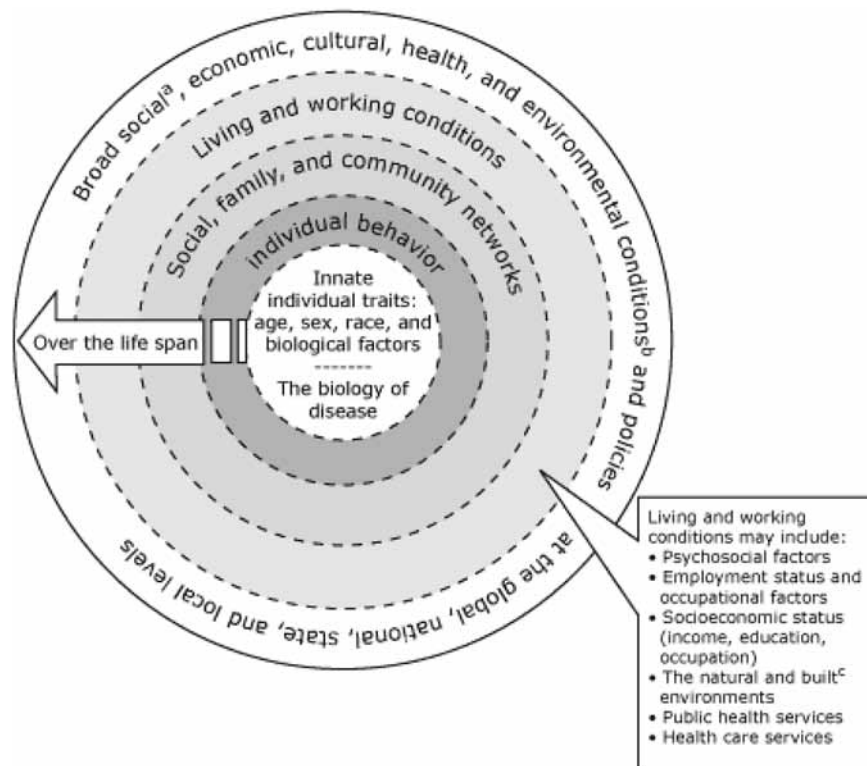 Broad socialᵃ, economic, cultural, health, and environmental conditionsᵇ and policies
at the global, national, state, and local levels
Living and working conditions
Social, family, and community networks
individual behavior
Innate
individual traits:
age, sex, race, and
biological factors
-------
The biology of
disease
Over the life span
Living and working
conditions may include:
• Psychosocial factors
• Employment status and
occupational factors
• Socioeconomic status
(income, education,
occupation)
• The natural and builtᶜ
environments
• Public health services
• Health care services